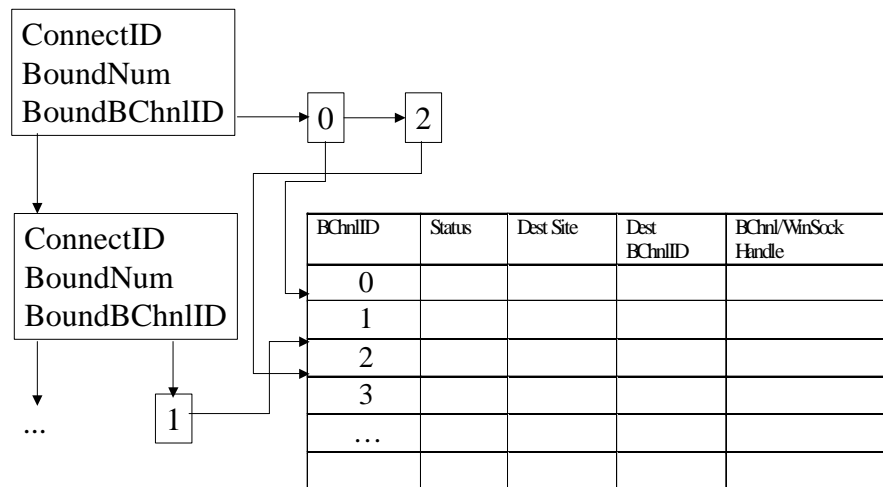 ConnectID
BoundNum
BoundBChnlID
0
2
ConnectID
BoundNum
BoundBChnlID
...
1
BChnlID
Status
Dest Site
Dest
BChnlID
BChnl/WinSock
Handle
0
1
2
3
…